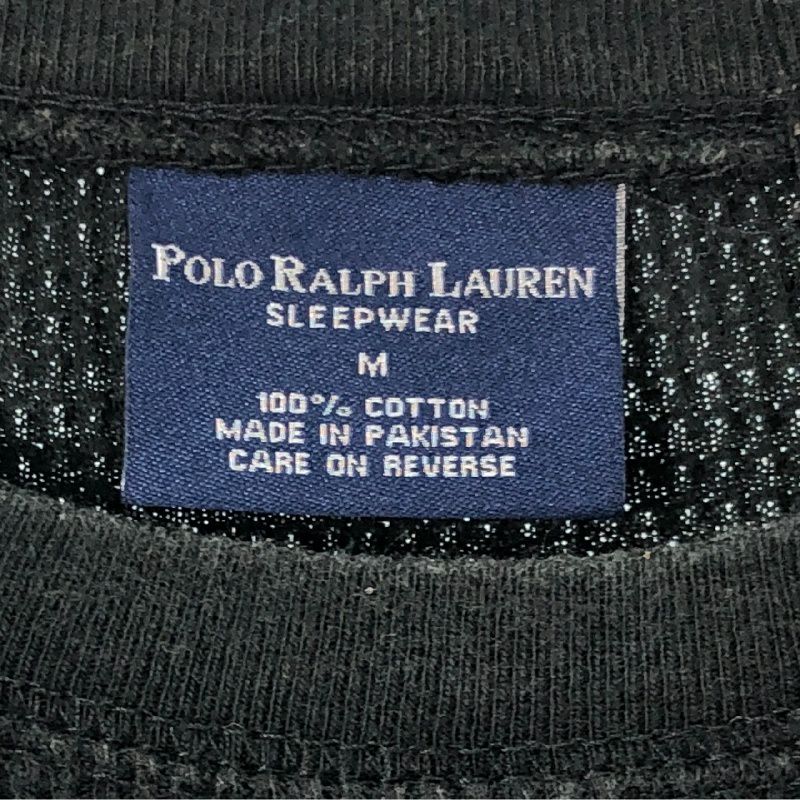 POLO RALPH LAUREN
SLEEPWEAR
M
100% COTTON
MADE IN PAKISTAN
CARE ON REVERSE